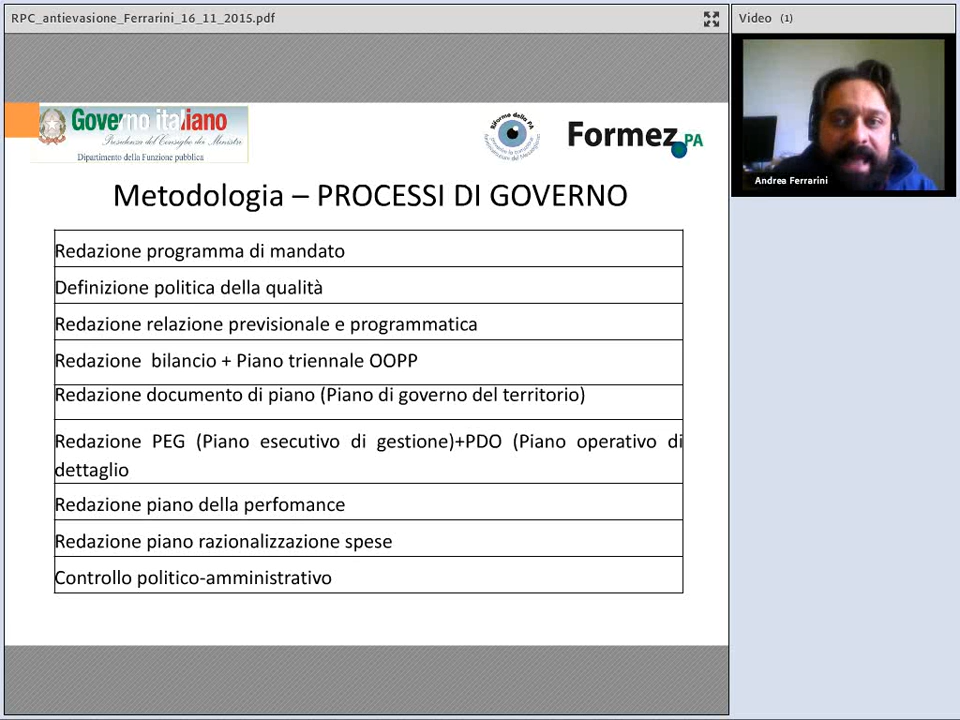 RPC_antievasione_Ferrarini_16_11_2015.pdf
Video (1)
Governo italiano
Presidenza del Consiglio dei Ministri
Dipartimento della Funzione pubblica
Riforma della PA
FormezPA
Andrea Ferrarini
Metodologia – PROCESSI DI GOVERNO
Redazione programma di mandato
Definizione politica della qualità
Redazione relazione previsionale e programmatica
Redazione bilancio + Piano triennale OOPP
Redazione documento di piano (Piano di governo del territorio)
Redazione PEG (Piano esecutivo di gestione)+PDO (Piano operativo di
dettaglio
Redazione piano della perfomance
Redazione piano razionalizzazione spese
Controllo politico-amministrativo